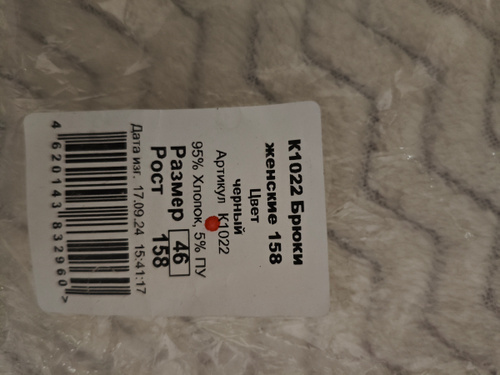 К1022 Брюки
женские 158
Цвет
черный
Артикул К1022
95% Хлопок, 5% ПУ
Размер 46
Рост 158
Дата изг. 17.09.24 15:41:17
4 620143 832960 >